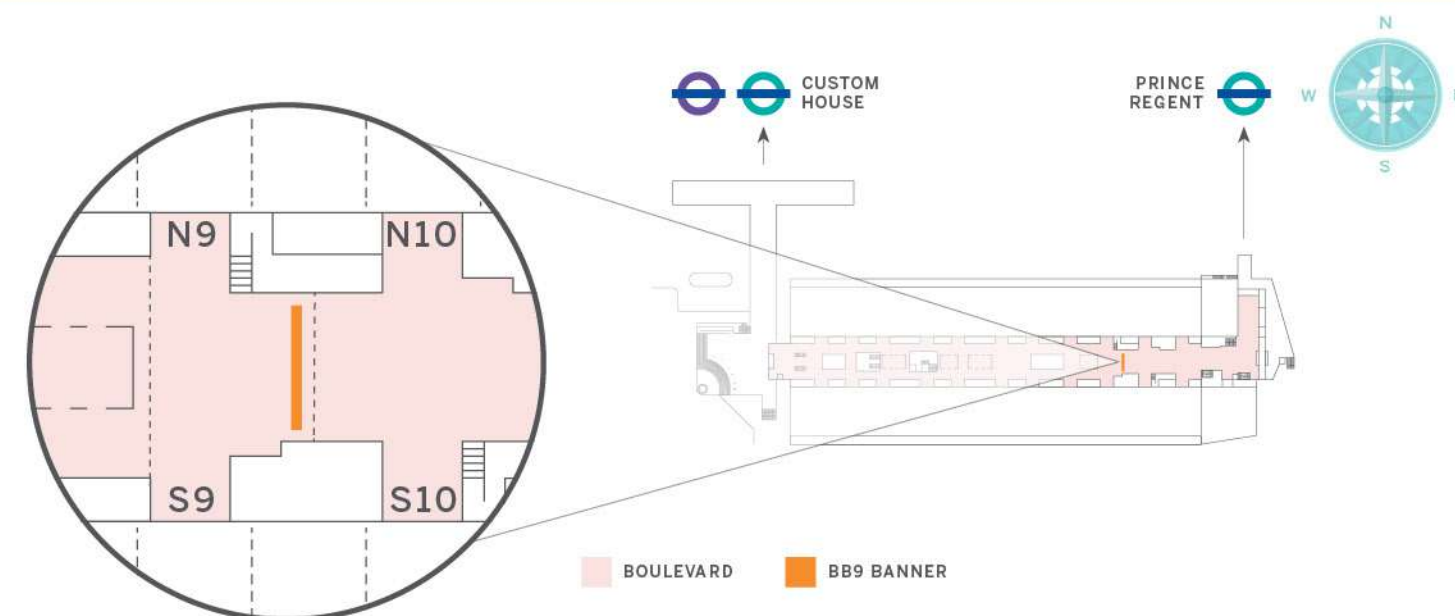 N
CUSTOM
HOUSE
PRINCE
REGENT
W
S
N9
N10
S9
S10
BOULEVARD
BB9 BANNER